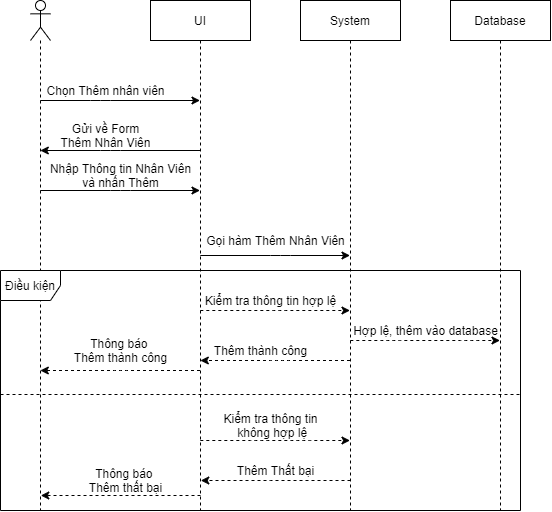 UI
System
Database
Chọn Thêm nhân viên
Gửi về Form
Thêm Nhân Viên
Nhập Thông tin Nhân Viên
và nhấn Thêm
Gọi hàm Thêm Nhân Viên
Điều kiện
Kiểm tra thông tin hợp lệ
Hợp lệ, thêm vào database
Thêm thành công
Thông báo
Thêm thành công
Kiểm tra thông tin
không hợp lệ
Thêm Thất bại
Thông báo
Thêm thất bại